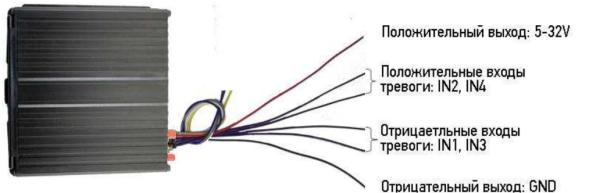 Положительный выход: 5-32V
Положительные входы
тревоги: IN2, IN4
Отрицаетльные входы
тревоги: IN1, IN3
Отрицательный выход: GND